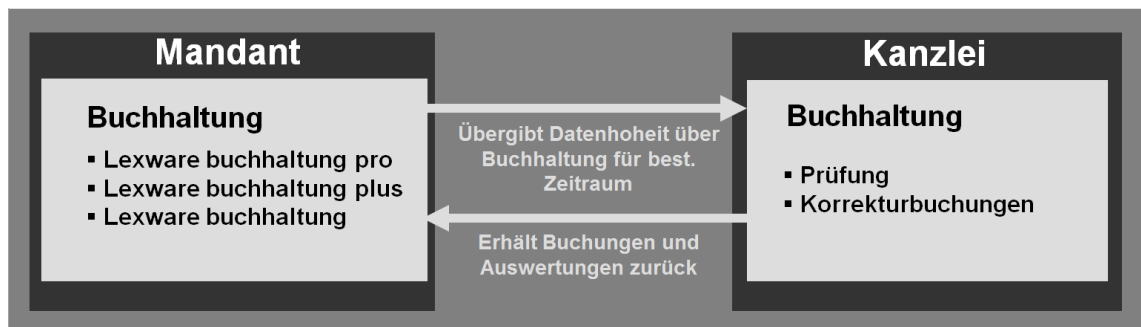 Mandant
Buchhaltung
▪ Lexware buchhaltung pro
▪ Lexware buchhaltung plus
▪ Lexware buchhaltung
Übergibt Datenhoheit über
Buchhaltung für best.
Zeitraum
Erhält Buchungen und
Auswertungen zurück
Kanzlei
Buchhaltung
▪ Prüfung
▪ Korrekturbuchungen